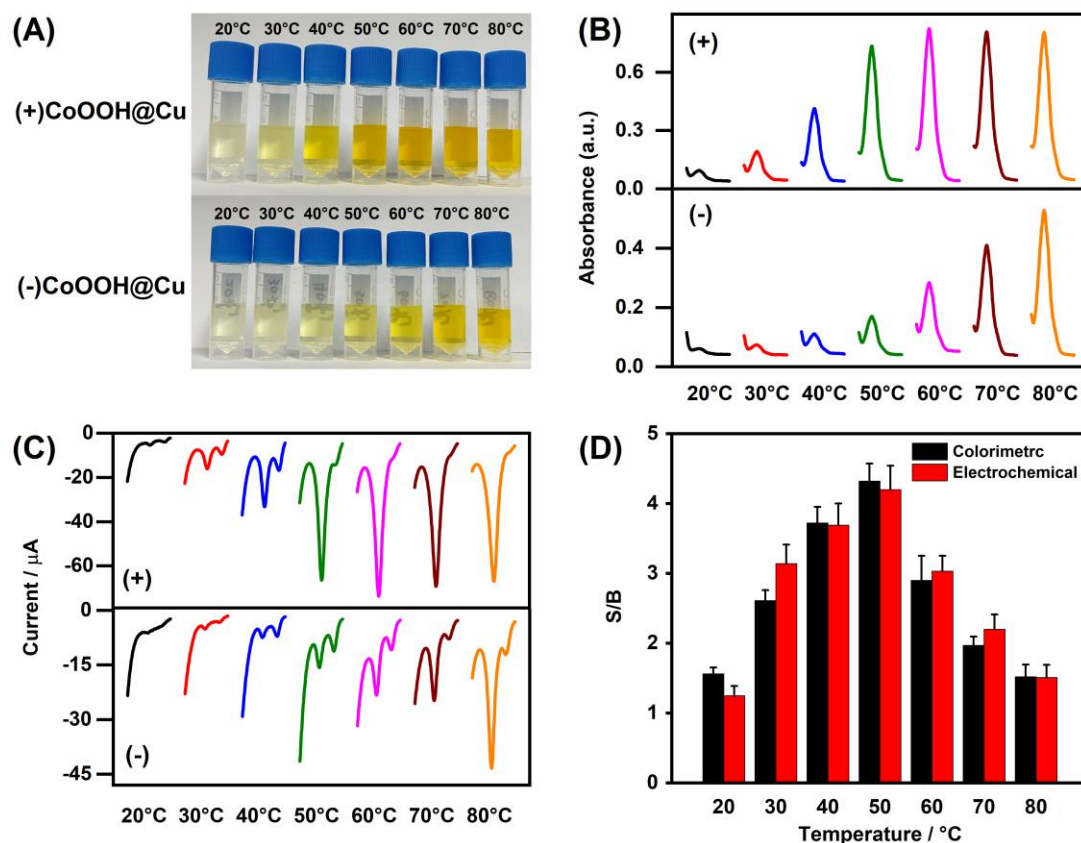 (A)
20°C 30°C 40°C 50°C 60°C 70°C 80°C
(+)CoOOH@Cu
20°C 30°C 40°C 50°C 60°C 70°C 80°C
(-)CoOOH@Cu
(B)
(+)
0.6
0.3
0.0
(-)
0.4
0.2
0.0
Absorbance (a.u.)
20°C 30°C 40°C 50°C 60°C 70°C 80°C
(C)
0
-20
-40
-60
(+)
0
-15
-30
-45
(-)
Current / μA
20°C 30°C 40°C 50°C 60°C 70°C 80°C
(D)
Colorimetrc
Electrochemical
5
4
3
2
1
0
S/B
20 30 40 50 60 70 80
Temperature / °C